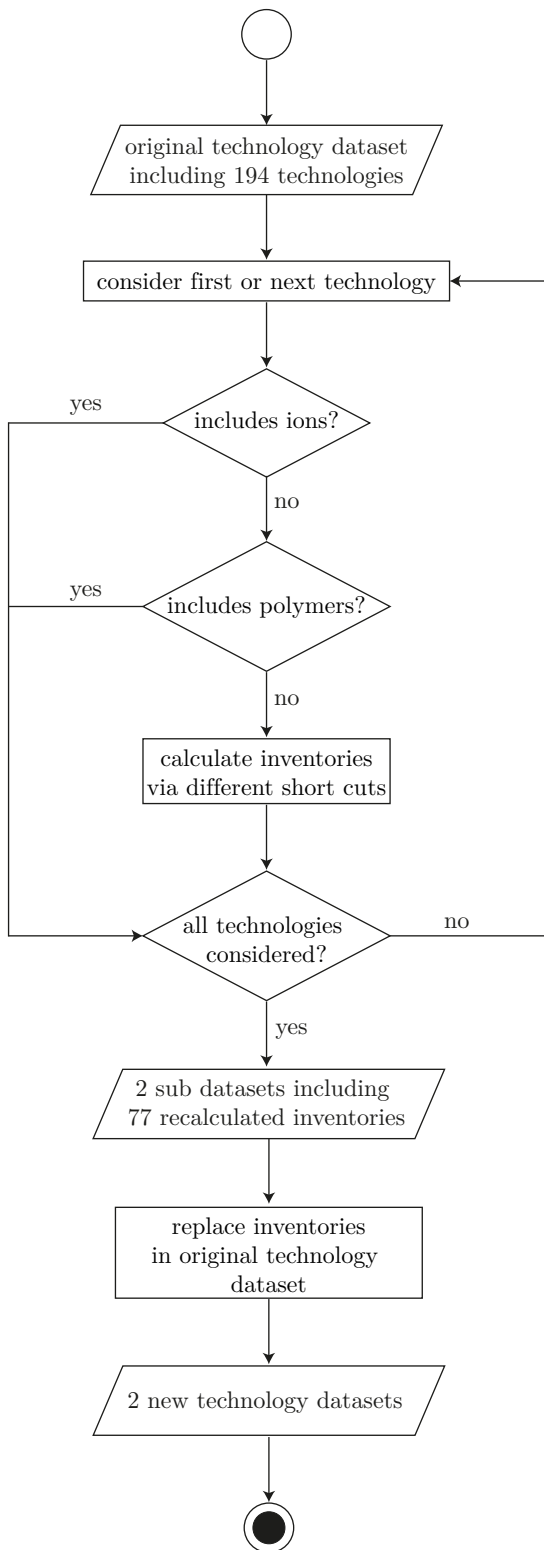 original technology dataset
including 194 technologies
consider first or next technology
yes
includes ions?
no
yes
includes polymers?
no
calculate inventories
via different short cuts
all technologies
considered?
no
yes
2 sub datasets including
77 recalculated inventories
replace inventories
in original technology
dataset
2 new technology datasets